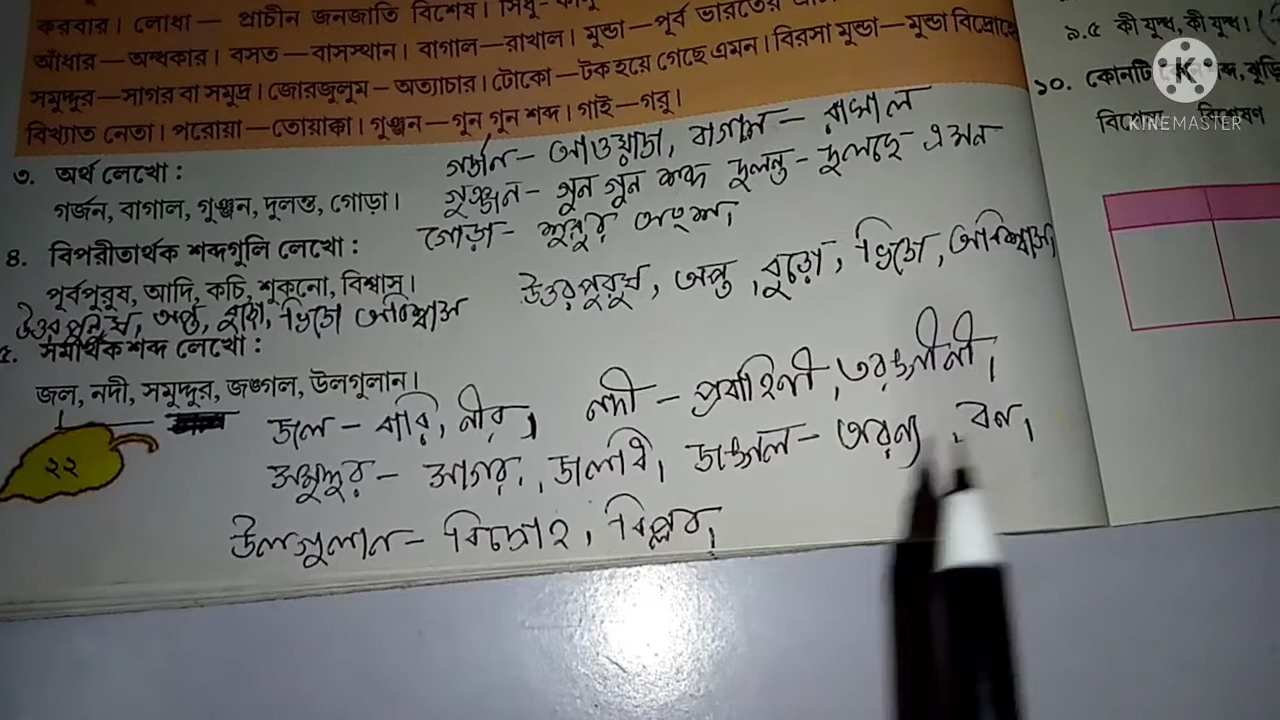 করবার। লোধা— প্রাচীন জনজাতি বিশেষ। সিধু-কানু
আঁধার—অন্ধকার। বসত—বাসস্থান। বাগাল—রাখাল। মুন্ডা—পূর্ব ভারতের
সমুদ্দুর—সাগর বা সমুদ্র। জোরজুলুম- অত্যাচার। টোকো—টক হয়ে গেছে এমন। বিরসা মুন্ডা—মুন্ডা বিদ্রোহের
বিখ্যাত নেতা। পরোয়া—তোয়াক্কা। গুঞ্জন—গুন গুন শব্দ। গাই—গরু।
৩. অর্থ লেখো :
গর্জন- আওয়াজ, বাগাল- রাখাল
গর্জন, বাগাল, গুঞ্জন, দুলন্ত, গোড়া।
গুঞ্জন- গুন গুন শব্দ দুলন্ত- দুলছে এমন
গোড়া- শুরুর অংশ।
৪. বিপরীতার্থক শব্দগুলি লেখো :
পূর্বপুরুষ, আদি, কচি, শুকনো, বিশ্বাস।
উত্তরপুরুষ, অন্ত, বুড়ো, ভিজে, অবিশ্বাস।
উত্তরপুরুষ, অন্ত, বুড়ো, ভিজে অবিশ্বাস
৫. সমার্থক শব্দ লেখো :
জল, নদী, সমুদ্দুর, জঙ্গল, উলগুলান।
জল- বারি, নীর। নদী- প্রবাহিনী, তরঙ্গীনী।
সমুদ্দুর- সাগর, জলধি। জঙ্গল- অরন্য, বন।
উলগুলান- বিদ্রোহ, বিপ্লব।
২২
৯.৫ কী যুদ্ধ, কী যুদ্ধ!
১০. কোনটি
বিশেষ্য বিশেষণ
K
KINEMASTER